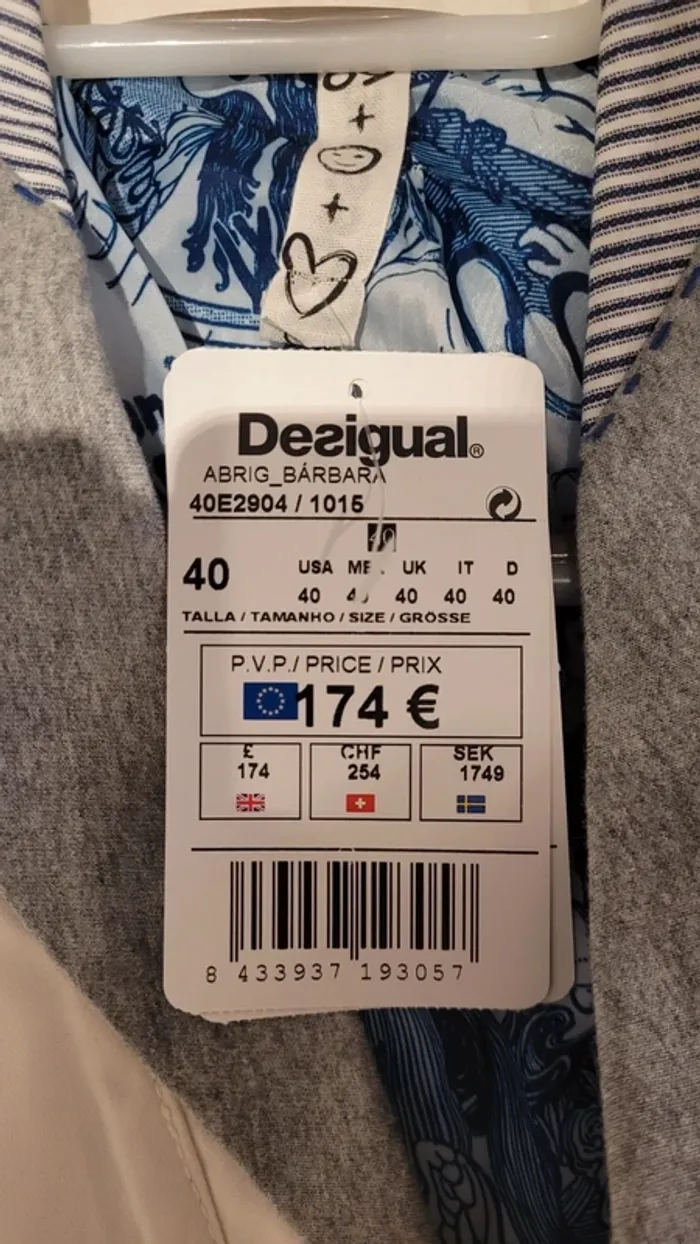 Desigual®
ABRIG_BÁRBARA
40E2904 / 1015
40
40
USA UK IT D
40 40 40 40
TALLA / TAMANHO / SIZE / GRÖSSE
P.V.P./ PRICE / PRIX
174 €
£ CHF SEK
174 254 1749
8 433937 193057